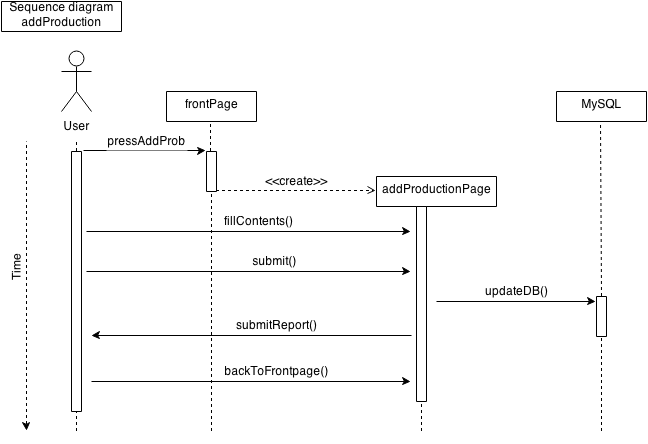 Sequence diagram
addProduction
User
frontPage
MySQL
pressAddProb
<<create>>
addProductionPage
fillContents()
submit()
Time
updateDB()
submitReport()
backToFrontpage()